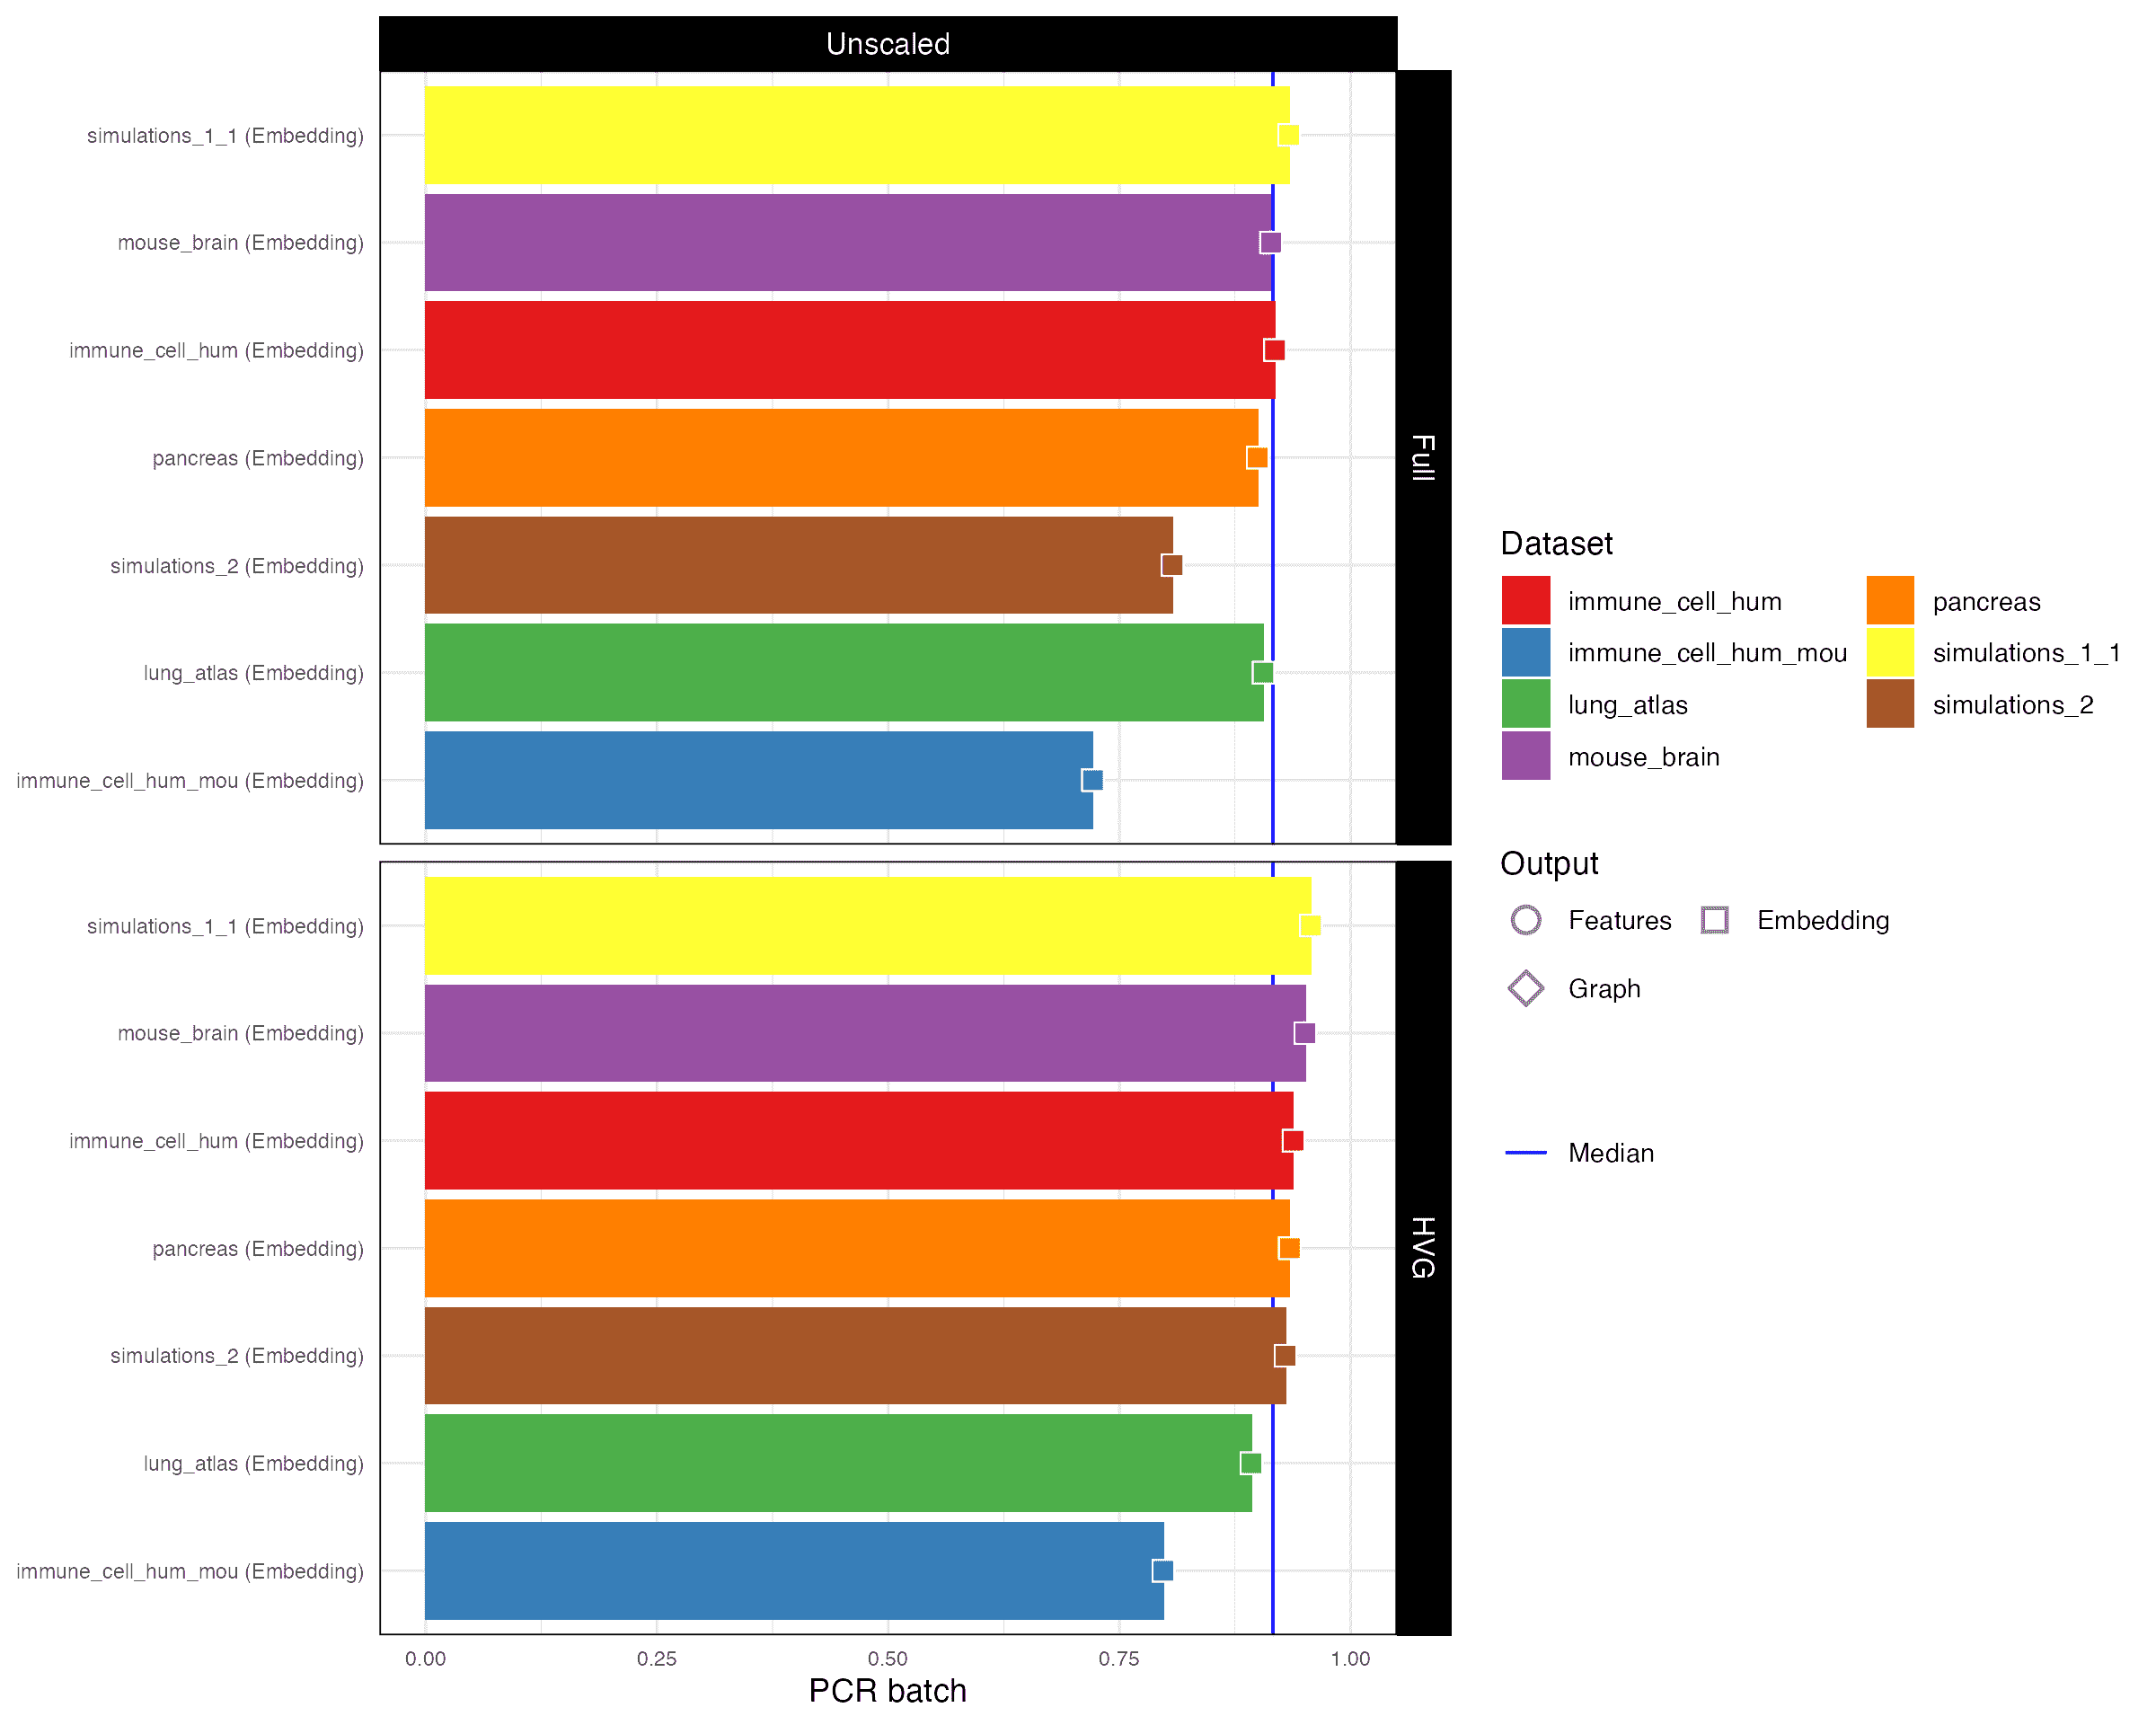 Unscaled
simulations_1_1 (Embedding)
mouse_brain (Embedding)
immune_cell_hum (Embedding)
pancreas (Embedding)
simulations_2 (Embedding)
lung_atlas (Embedding)
immune_cell_hum_mou (Embedding)
Full
simulations_1_1 (Embedding)
mouse_brain (Embedding)
immune_cell_hum (Embedding)
pancreas (Embedding)
simulations_2 (Embedding)
lung_atlas (Embedding)
immune_cell_hum_mou (Embedding)
HVG
0.00 0.25 0.50 0.75 1.00
PCR batch
Dataset
immune_cell_hum pancreas
immune_cell_hum_mou simulations_1_1
lung_atlas simulations_2
mouse_brain
Output
Features Embedding
Graph
Median